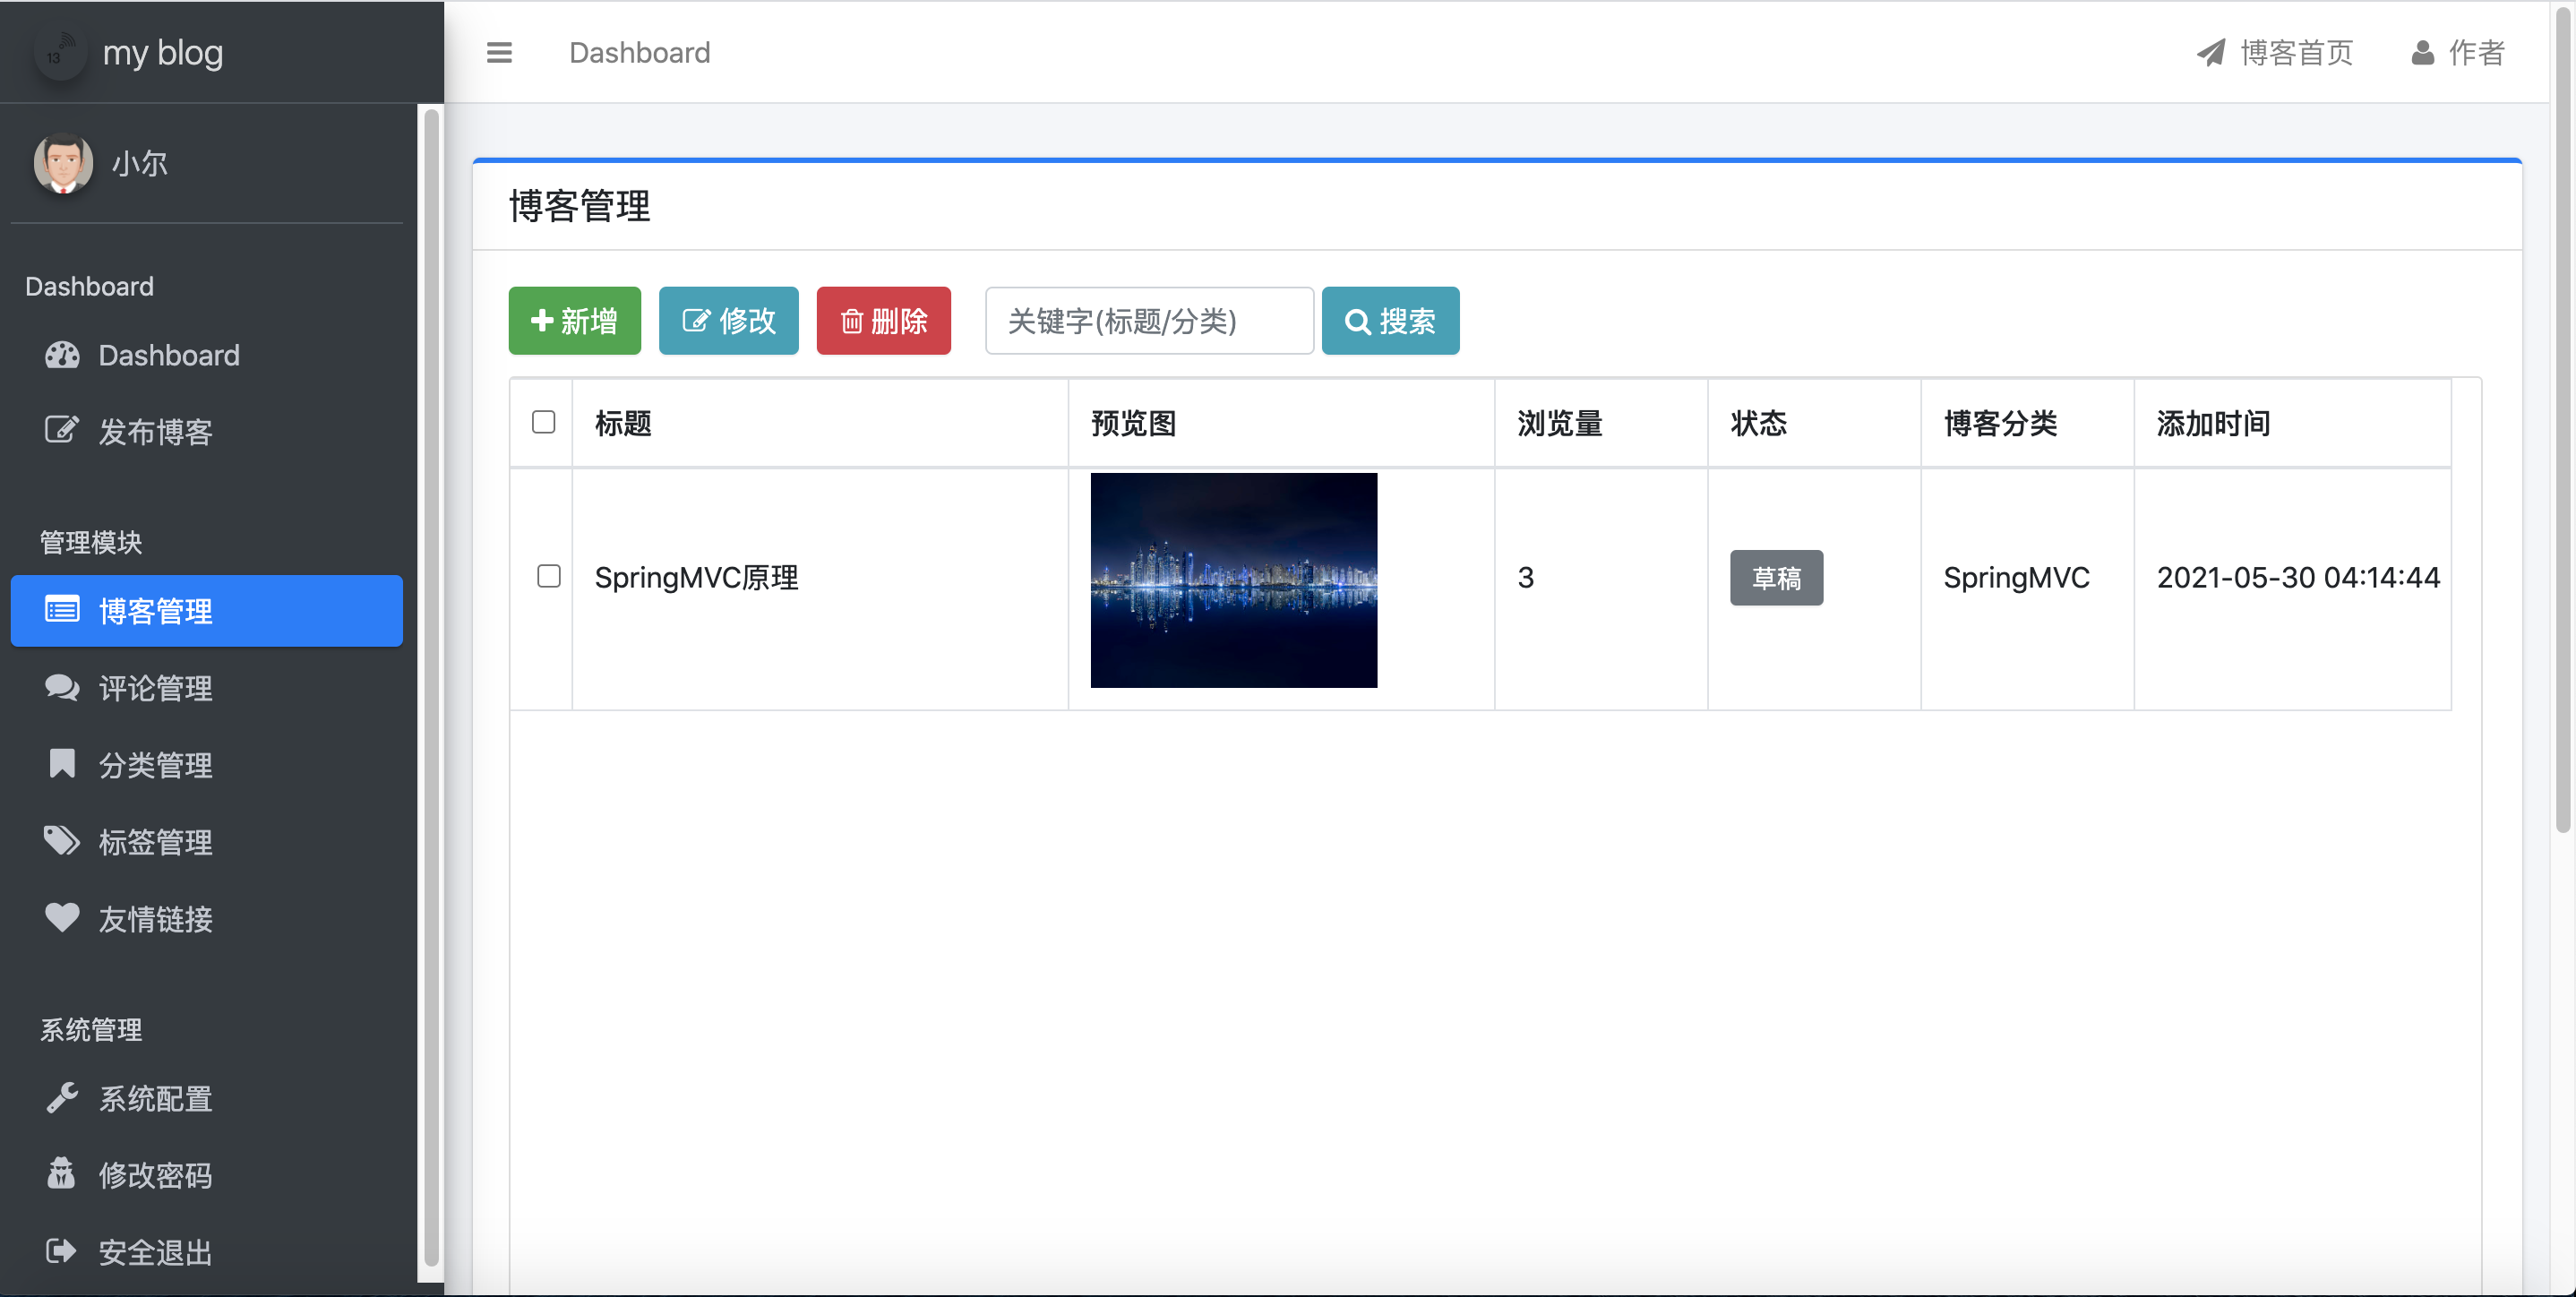 13 my blog
Dashboard
博客首页
作者
小尔
Dashboard
Dashboard
发布博客
管理模块
博客管理
评论管理
分类管理
标签管理
友情链接
系统管理
系统配置
修改密码
安全退出
博客管理
新增 修改 删除 关键字(标题/分类) 搜索
标题 预览图 浏览量 状态 博客分类 添加时间
SpringMVC原理 3 草稿 SpringMVC 2021-05-30 04:14:44